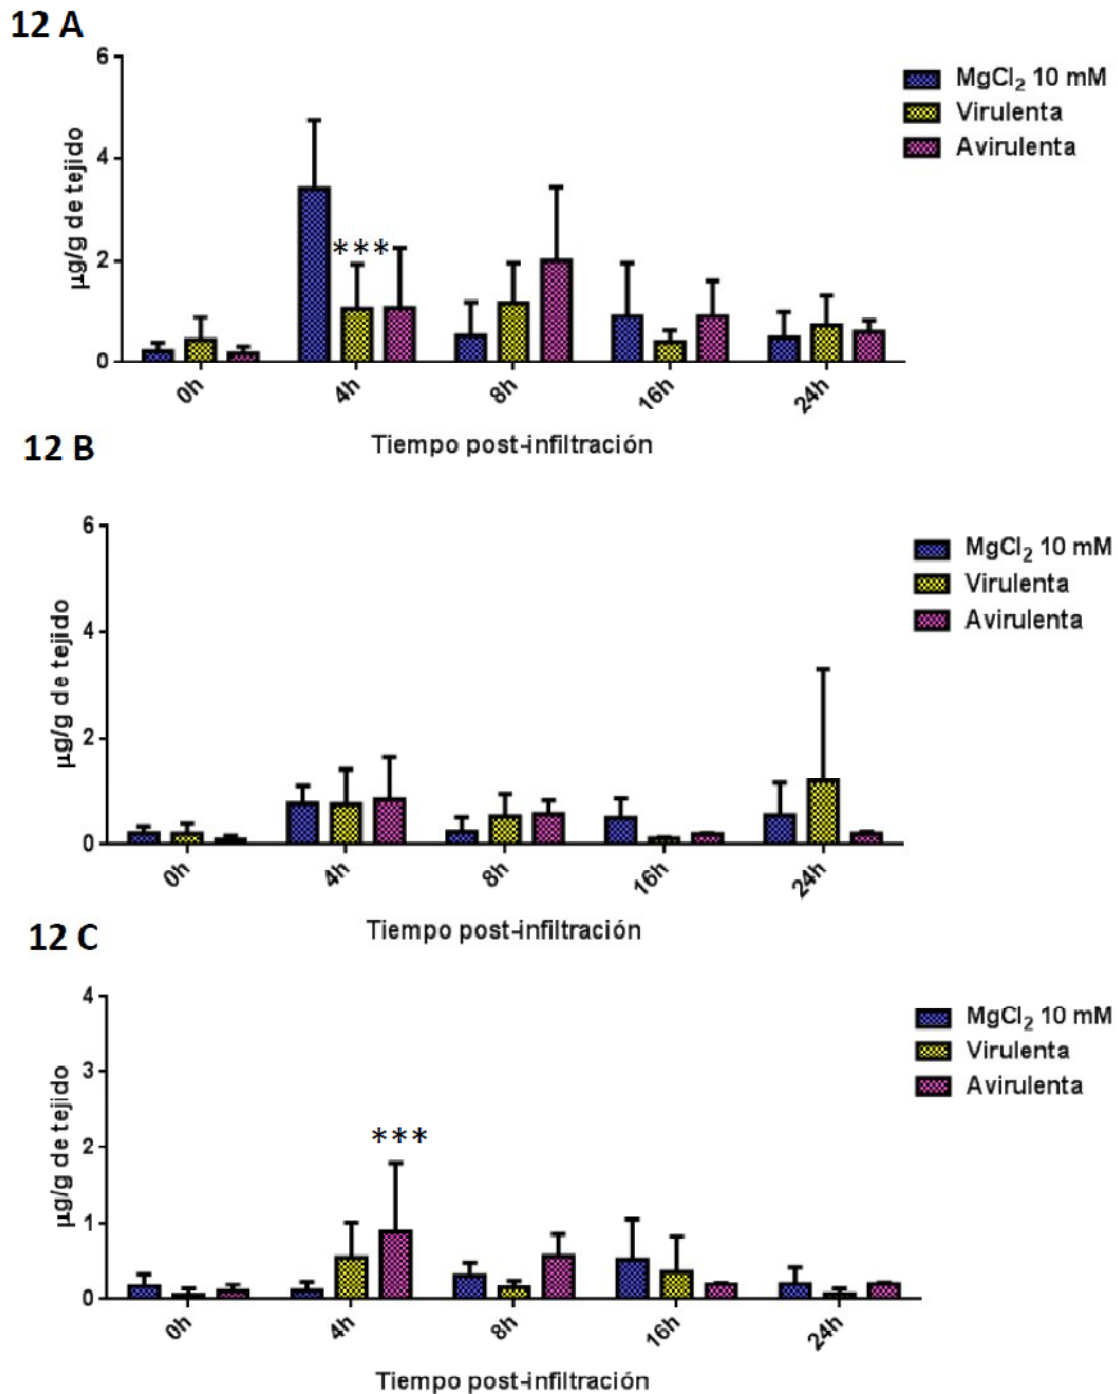 12 A
6
4
2
0
µg/g de tejido
***
MgCl₂ 10 mM
Virulenta
Avirulenta
0h 4h 8h 16h 24h
Tiempo post-infiltración
12 B
6
4
2
0
µg/g de tejido
MgCl₂ 10 mM
Virulenta
Avirulenta
0h 4h 8h 16h 24h
Tiempo post-infiltración
12 C
4
3
2
1
0
µg/g de tejido
***
MgCl₂ 10 mM
Virulenta
Avirulenta
0h 4h 8h 16h 24h
Tiempo post-infiltración